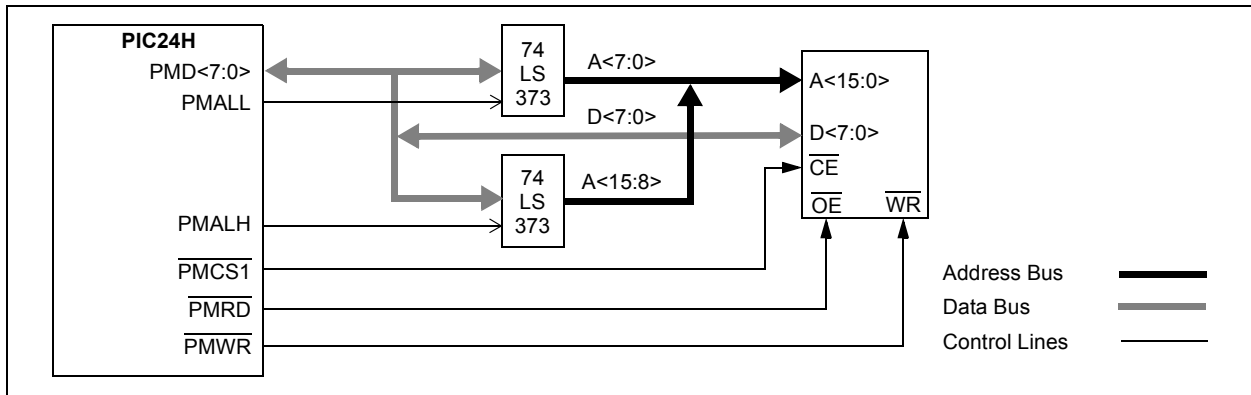 PIC24H
PMD<7:0>
PMALL
PMALH
PMCS1
PMRD
PMWR
74
LS
373
A<7:0>
D<7:0>
74
LS
373
A<15:8>
A<15:0>
D<7:0>
CE
OE WR
Address Bus
Data Bus
Control Lines